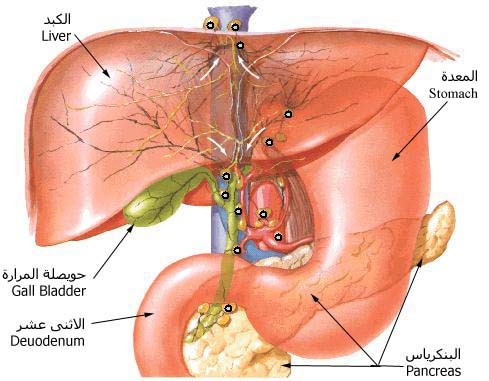 الكبد
Liver
المعدة
Stomach
حويصلة المرارة
Gall Bladder
الاثنى عشر
Deuodenum
البنكرياس
Pancreas